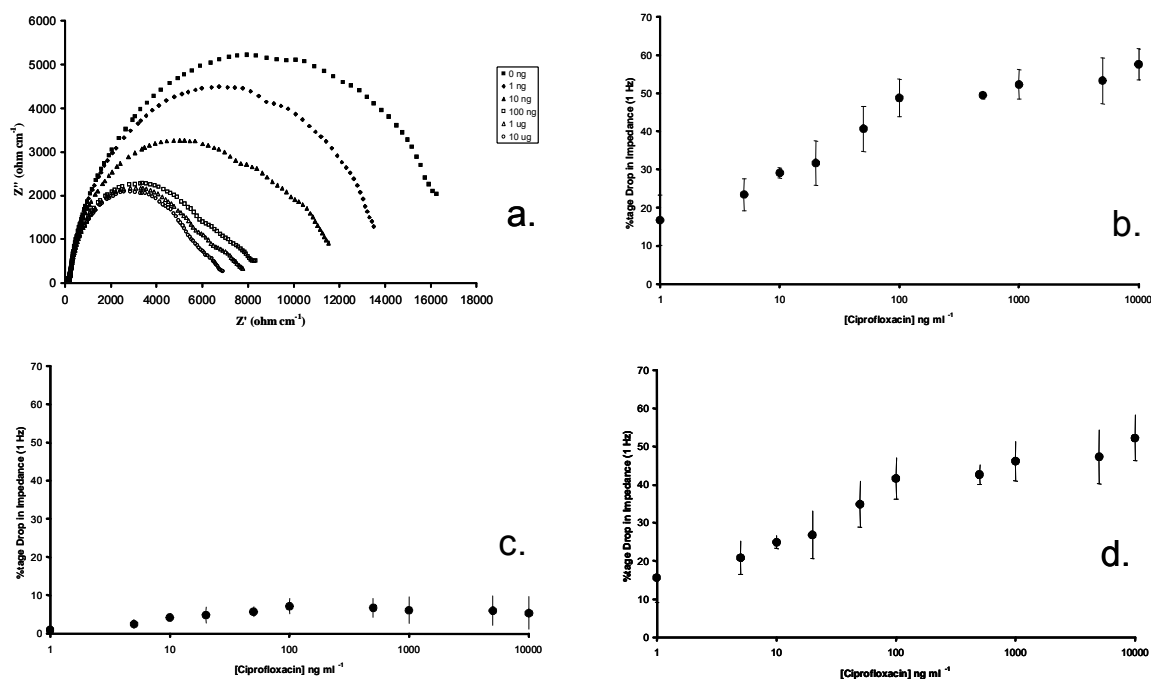 6000
5000
4000
3000
2000
1000
0
Z'' (ohm cm⁻¹)
0 2000 4000 6000 8000 10000 12000 14000 16000 18000
Z' (ohm cm⁻¹)
0 ng
1 ng
10 ng
100 ng
1 ug
10 ug
a.
70
60
50
40
30
20
10
0
%tage Drop in Impedance (1 Hz)
1 10 100 1000 10000
[Ciprofloxacin] ng ml ⁻¹
b.
70
60
50
40
30
20
10
0
%tage Drop in Impedance (1 Hz)
1 10 100 1000 10000
[Ciprofloxacin] ng ml ⁻¹
c.
70
60
50
40
30
20
10
0
%tage Drop in Impedance (1 Hz)
1 10 100 1000 10000
[Ciprofloxacin] ng ml ⁻¹
d.